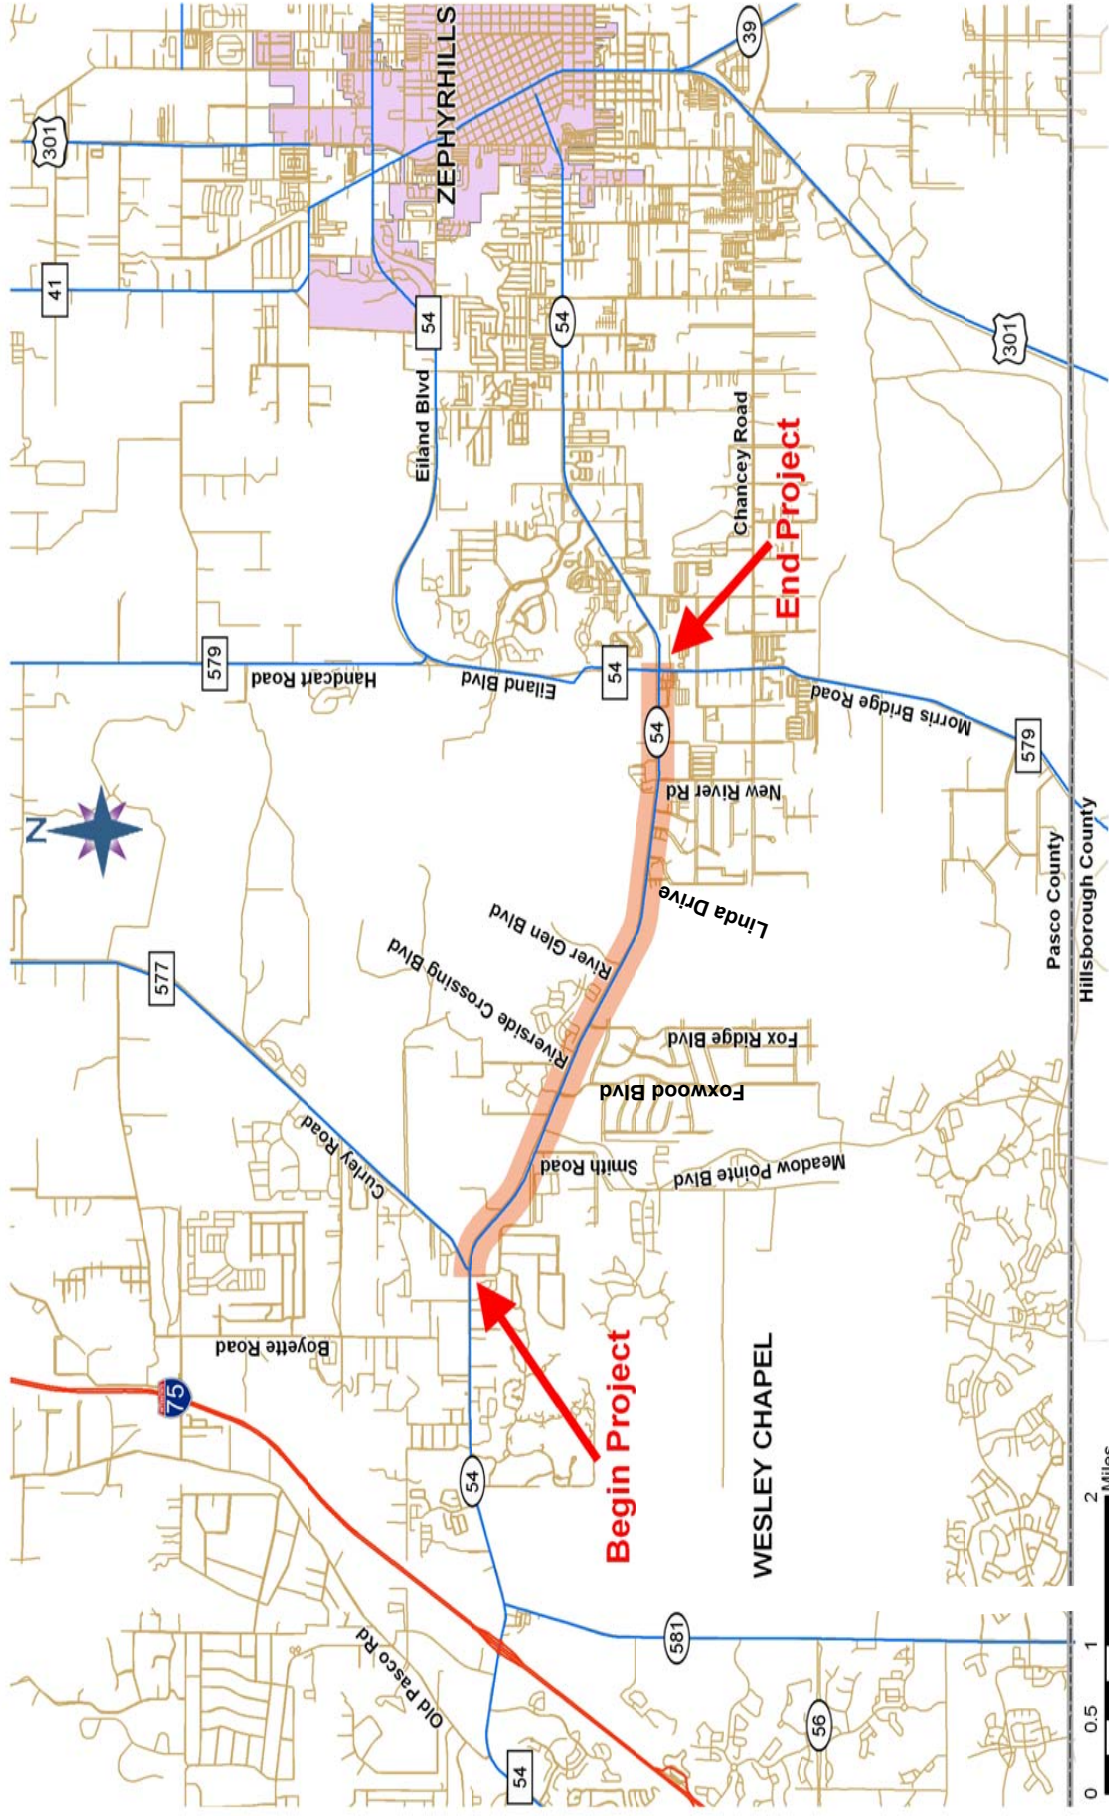 301
41
39
ZEPHYRHILLS
54
54
Eiland Blvd
301
Chancey Road
End Project
579
Handcart Road
Eiland Blvd
54
54
Morris Bridge Road
579
New River Rd
N
Linda Drive
Pasco County
Hillsborough County
577
River Glen Blvd
Riverside Crossing Blvd
Fox Ridge Blvd
Foxwood Blvd
Curley Road
Smith Road
Meadow Pointe Blvd
Boyette Road
75
Begin Project
WESLEY CHAPEL
54
581
Old Pasco Rd
56
54
0 0.5 1 2
Miles